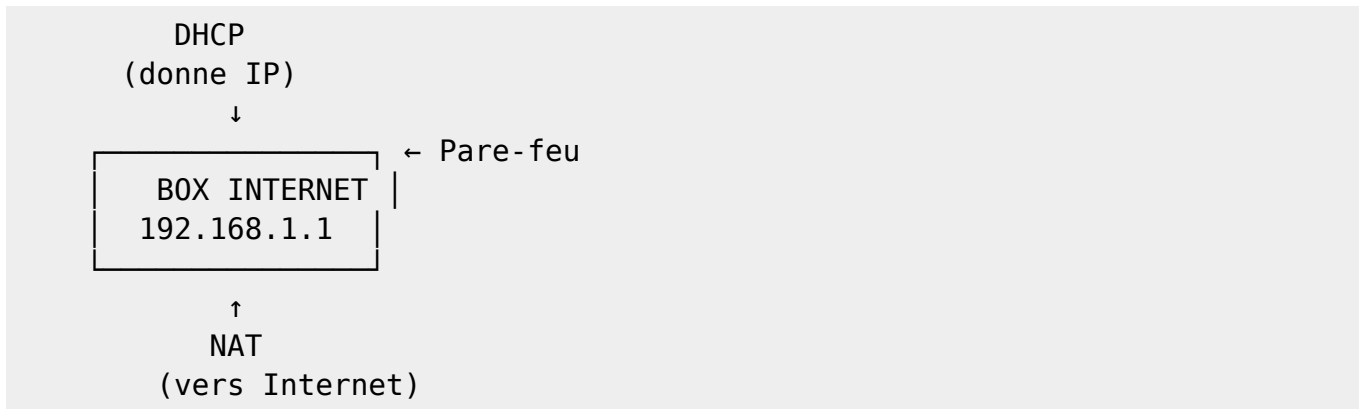 DHCP
(donne IP)
↓
← Pare-feu
BOX INTERNET
192.168.1.1
↑
NAT
(vers Internet)